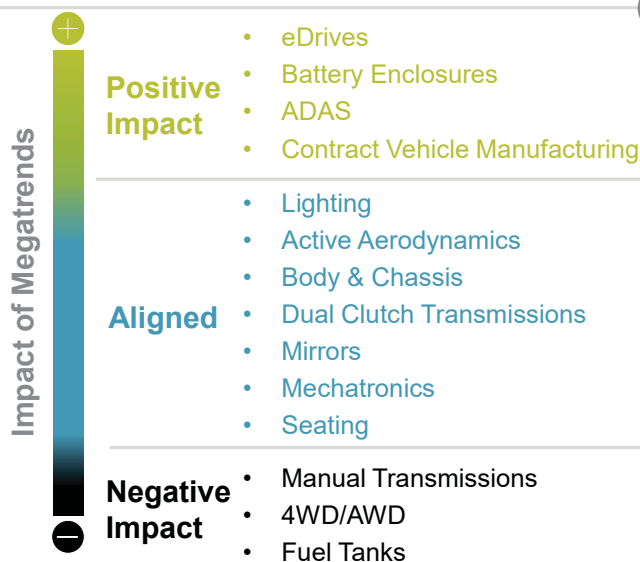 Impact of Megatrends
Positive
Impact
• eDrives
• Battery Enclosures
• ADAS
• Contract Vehicle Manufacturing
Aligned
• Lighting
• Active Aerodynamics
• Body & Chassis
• Dual Clutch Transmissions
• Mirrors
• Mechatronics
• Seating
Negative
Impact
• Manual Transmissions
• 4WD/AWD
• Fuel Tanks